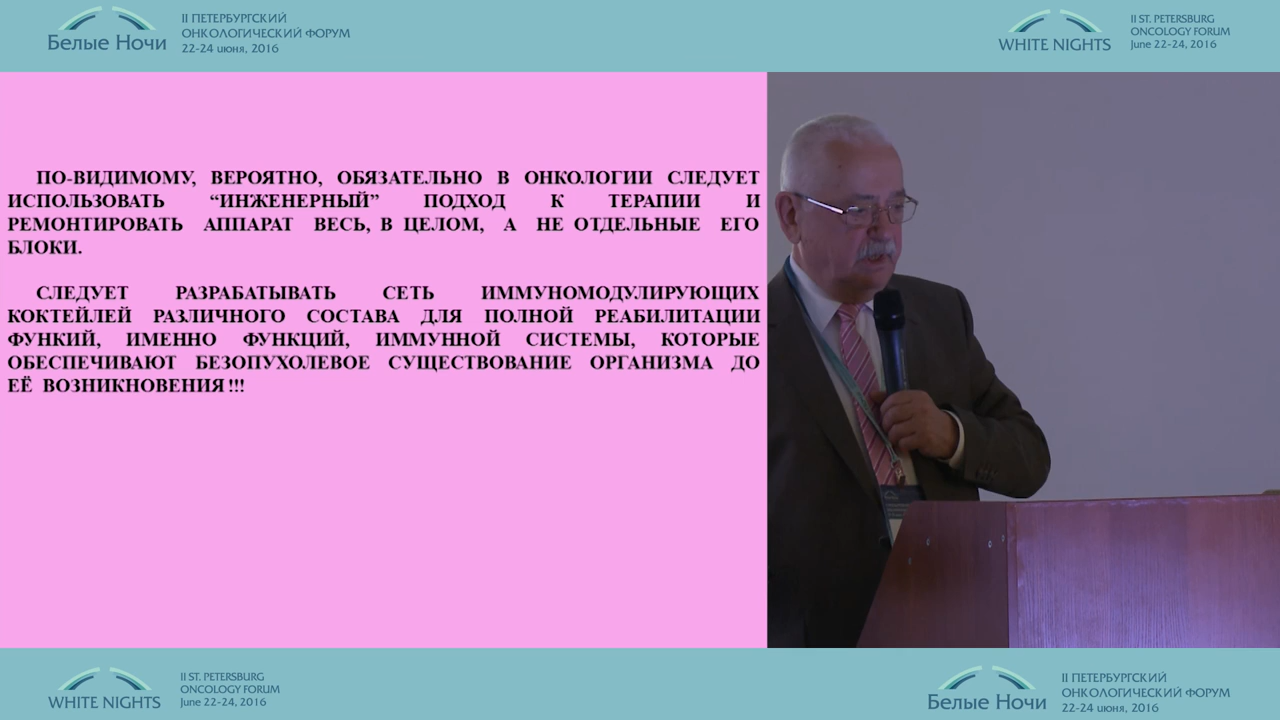 Белые Ночи
II ПЕТЕРБУРГСКИЙ
ОНКОЛОГИЧЕСКИЙ ФОРУМ
22-24 июня, 2016
WHITE NIGHTS
II ST. PETERSBURG
ONCOLOGY FORUM
June 22-24, 2016
ПО-ВИДИМОМУ, ВЕРОЯТНО, ОБЯЗАТЕЛЬНО В ОНКОЛОГИИ СЛЕДУЕТ
ИСПОЛЬЗОВАТЬ “ИНЖЕНЕРНЫЙ” ПОДХОД К ТЕРАПИИ И
РЕМОНТИРОВАТЬ АППАРАТ ВЕСЬ, В ЦЕЛОМ, А НЕ ОТДЕЛЬНЫЕ ЕГО
БЛОКИ.
СЛЕДУЕТ РАЗРАБАТЫВАТЬ СЕТЬ ИММУНОМОДУЛИРУЮЩИХ
КОКТЕЙЛЕЙ РАЗЛИЧНОГО СОСТАВА ДЛЯ ПОЛНОЙ РЕАБИЛИТАЦИИ
ФУНКИЙ, ИМЕННО ФУНКЦИЙ, ИММУННОЙ СИСТЕМЫ, КОТОРЫЕ
ОБЕСПЕЧИВАЮТ БЕЗОПУХОЛЕВОЕ СУЩЕСТВОВАНИЕ ОРГАНИЗМА ДО
ЕЁ ВОЗНИКНОВЕНИЯ !!!
WHITE NIGHTS
II ST. PETERSBURG
ONCOLOGY FORUM
June 22-24, 2016
Белые Ночи
II ПЕТЕРБУРГСКИЙ
ОНКОЛОГИЧЕСКИЙ ФОРУМ
22-24 июня, 2016